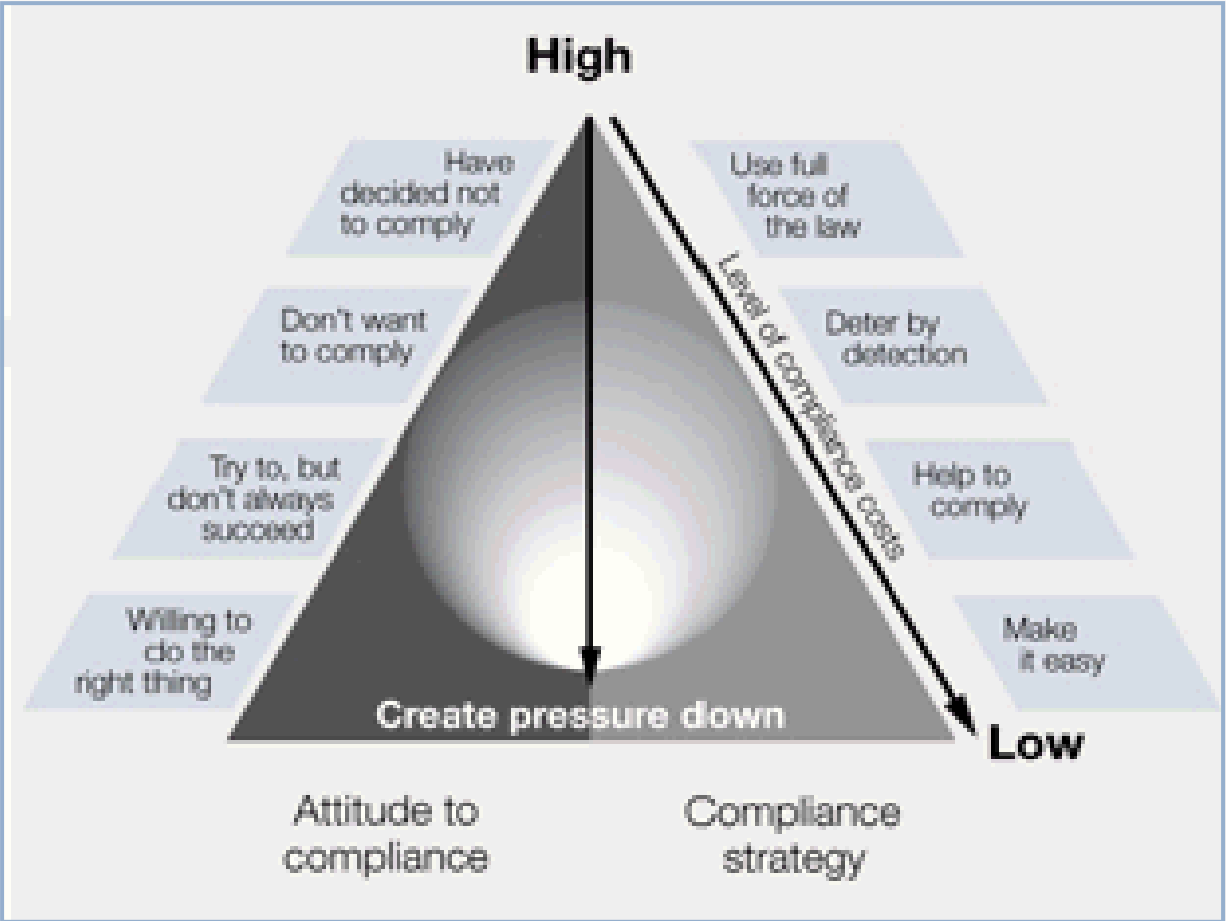 High
Have
decided not
to comply
Use full
force of
the law
Don't want
to comply
Deter by
detection
Level of compliance costs
Try to, but
don't always
succeed
Help to
comply
Willing to
do the
right thing
Make
it easy
Create pressure down
Low
Attitude to
compliance
Compliance
strategy